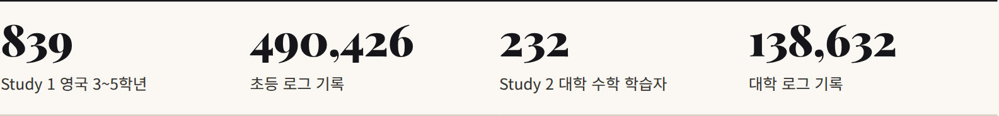 839 490,426 232 138,632
Study 1 영국 3~5학년 초등 로그 기록 Study 2 대학 수학 학습자 대학 로그 기록